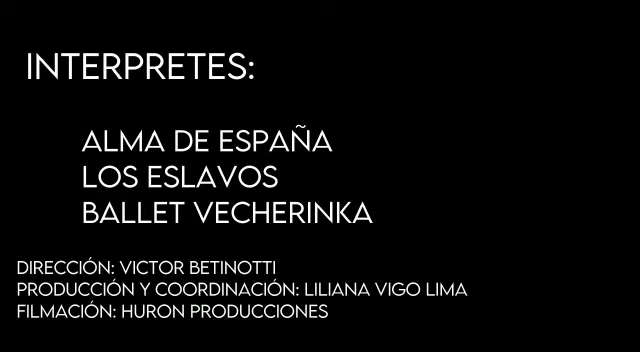 INTERPRETES:
ALMA DE ESPAÑA
LOS ESLAVOS
BALLET VECHERINKA
DIRECCIÓN: VICTOR BETINOTTI
PRODUCCIÓN Y COORDINACIÓN: LILIANA VIGO LIMA
FILMACIÓN: HURON PRODUCCIONES